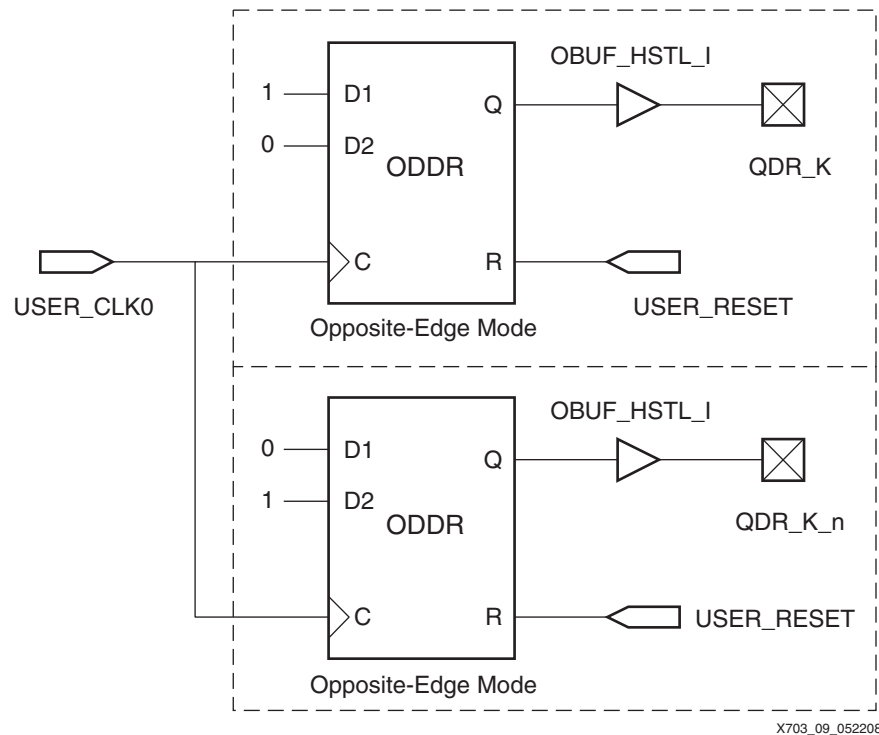 OBUF_HSTL_I
1
D1
Q
0
D2
ODDR
QDR_K
C
R
USER_CLK0
USER_RESET
Opposite-Edge Mode
OBUF_HSTL_I
0
D1
Q
1
D2
ODDR
QDR_K_n
C
R
USER_RESET
Opposite-Edge Mode
X703_09_052208